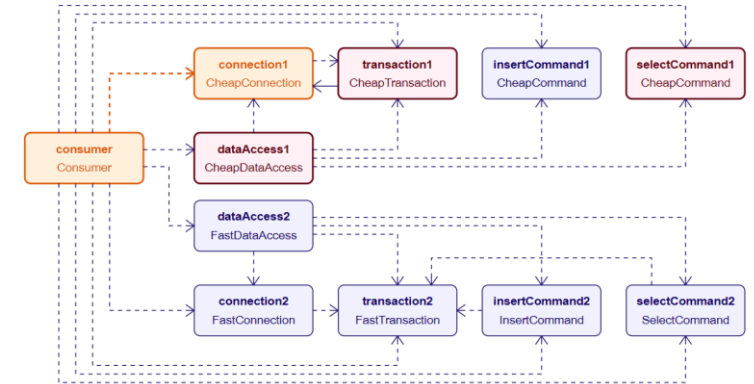 connection1
CheapConnection
transaction1
CheapTransaction
insertCommand1
CheapCommand
selectCommand1
CheapCommand
consumer
Consumer
dataAccess1
CheapDataAccess
dataAccess2
FastDataAccess
connection2
FastConnection
transaction2
FastTransaction
insertCommand2
InsertCommand
selectCommand2
SelectCommand